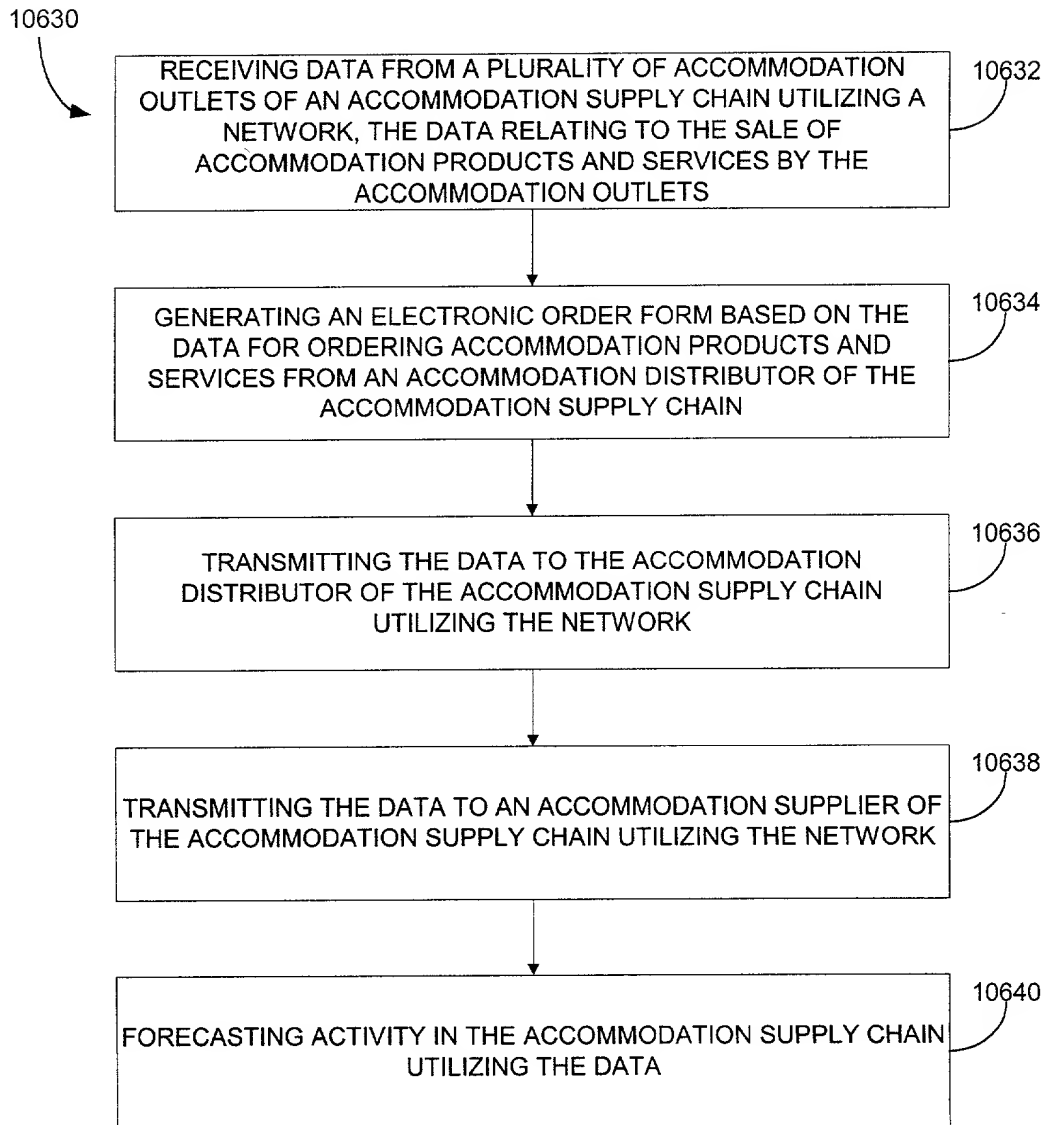 10630
RECEIVING DATA FROM A PLURALITY OF ACCOMMODATION
OUTLETS OF AN ACCOMMODATION SUPPLY CHAIN UTILIZING A
NETWORK, THE DATA RELATING TO THE SALE OF
ACCOMMODATION PRODUCTS AND SERVICES BY THE
ACCOMMODATION OUTLETS
10632
GENERATING AN ELECTRONIC ORDER FORM BASED ON THE
DATA FOR ORDERING ACCOMMODATION PRODUCTS AND
SERVICES FROM AN ACCOMMODATION DISTRIBUTOR OF THE
ACCOMMODATION SUPPLY CHAIN
10634
TRANSMITTING THE DATA TO THE ACCOMMODATION
DISTRIBUTOR OF THE ACCOMMODATION SUPPLY CHAIN
UTILIZING THE NETWORK
10636
TRANSMITTING THE DATA TO AN ACCOMMODATION SUPPLIER OF
THE ACCOMMODATION SUPPLY CHAIN UTILIZING THE NETWORK
10638
FORECASTING ACTIVITY IN THE ACCOMMODATION SUPPLY CHAIN
UTILIZING THE DATA
10640